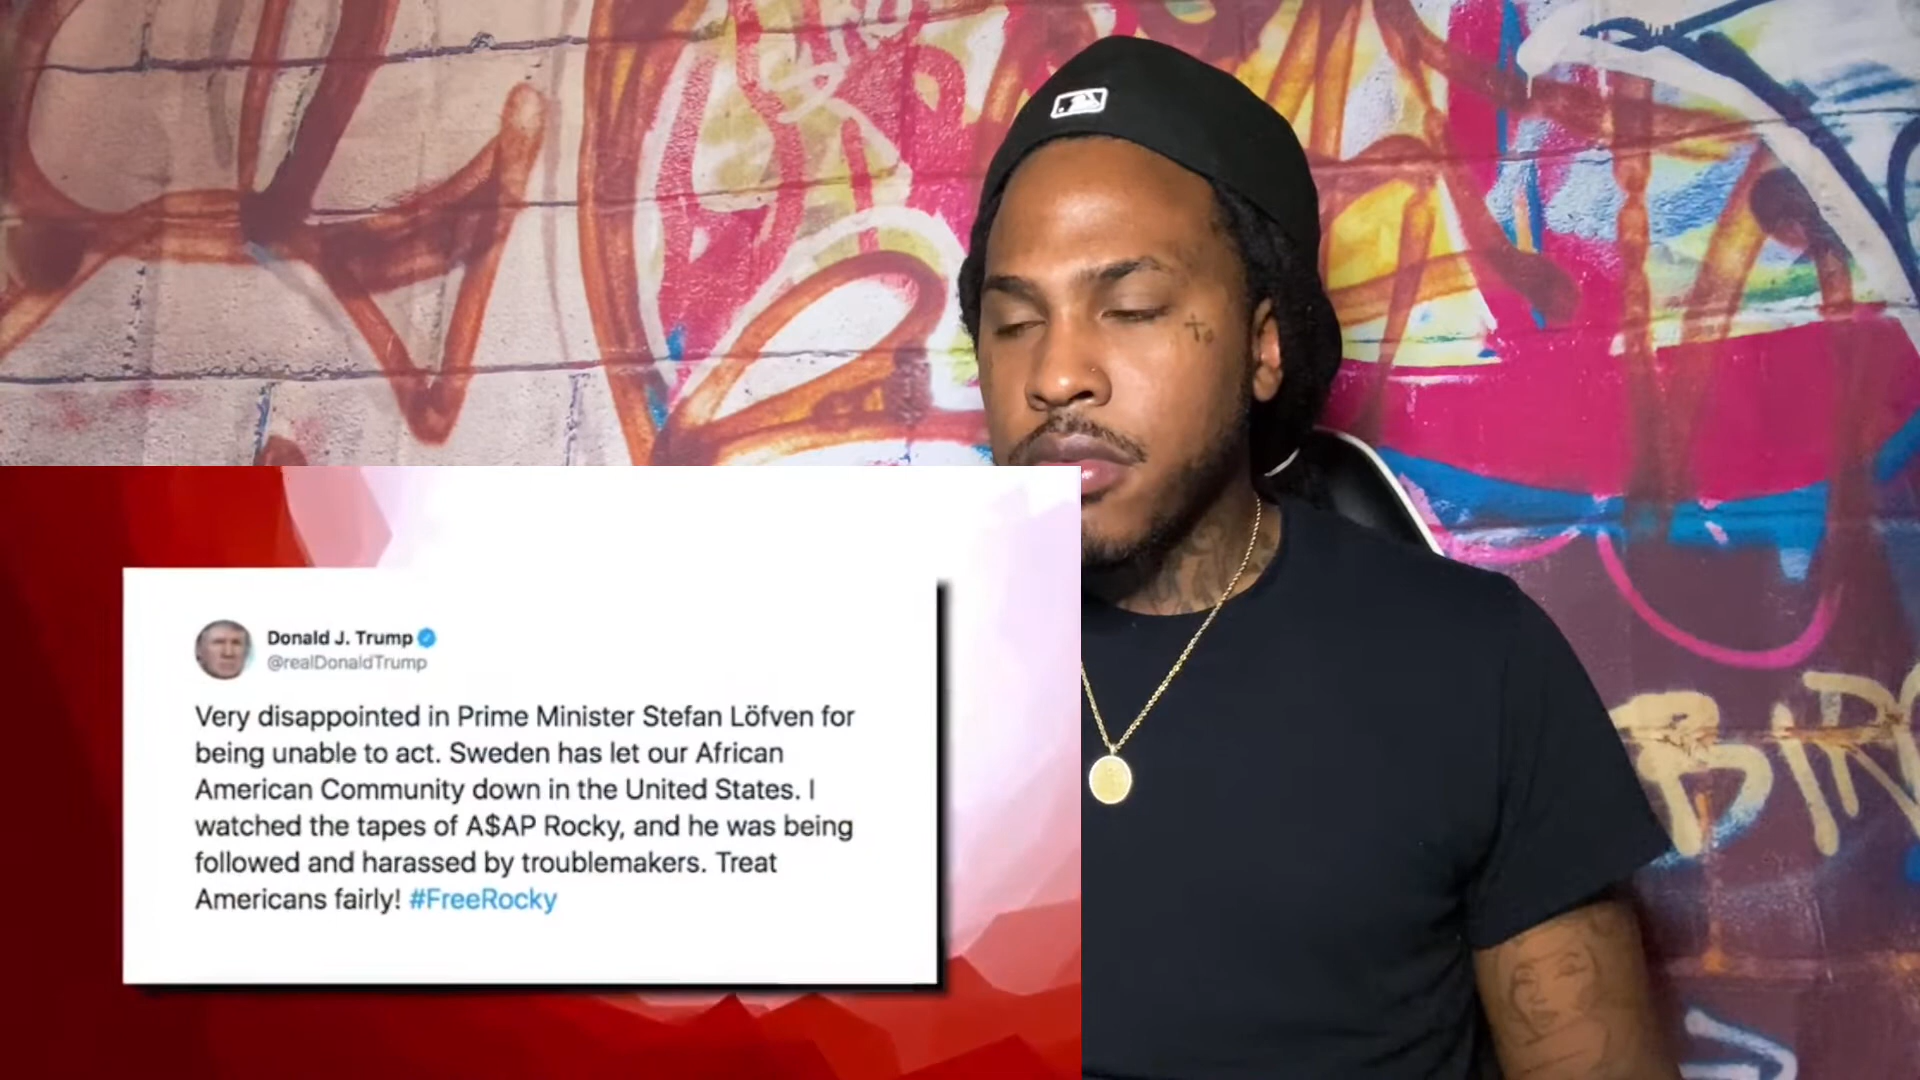 Donald J. Trump
@realDonaldTrump
Very disappointed in Prime Minister Stefan Löfven for
being unable to act. Sweden has let our African
American Community down in the United States. I
watched the tapes of A$AP Rocky, and he was being
followed and harassed by troublemakers. Treat
Americans fairly! #FreeRocky